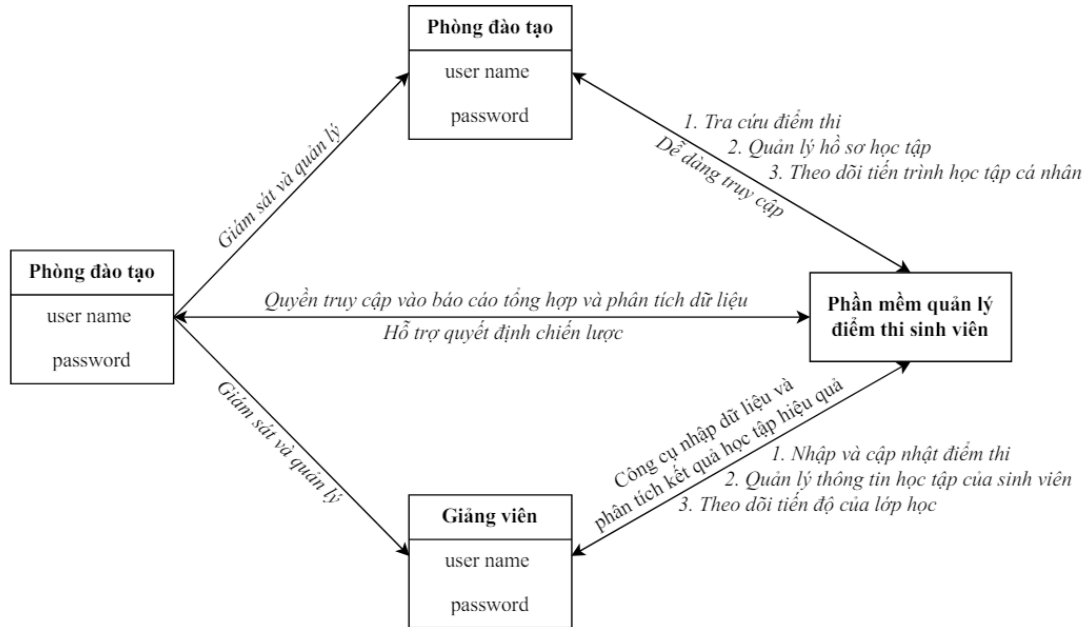 Phòng đào tạo
user name
password
1. Tra cứu điểm thi
2. Quản lý hồ sơ học tập
3. Theo dõi tiến trình học tập cá nhân
Dễ dàng truy cập
Giám sát và quản lý
Phòng đào tạo
user name
password
Quyền truy cập vào báo cáo tổng hợp và phân tích dữ liệu
Hỗ trợ quyết định chiến lược
Phần mềm quản lý
điểm thi sinh viên
Giám sát và quản lý
Công cụ nhập dữ liệu và
phân tích kết quả học tập hiệu quả
1. Nhập và cập nhật điểm thi
2. Quản lý thông tin học tập của sinh viên
3. Theo dõi tiến độ của lớp học
Giảng viên
user name
password